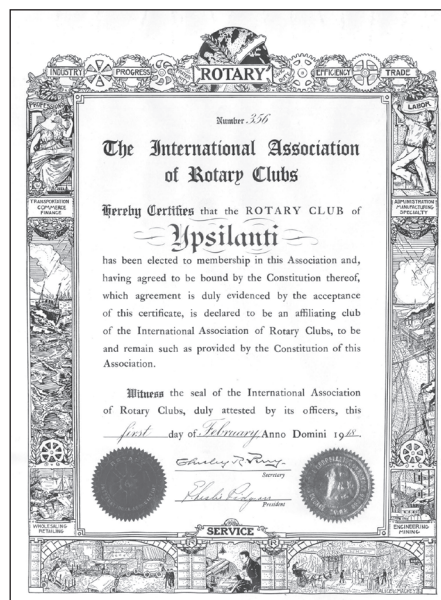 ROTARY
INDUSTRY PROGRESS EFFICIENCY TRADE
PROFESSIONS LABOR
Number 356
The International Association
of Rotary Clubs
Hereby Certifies that the ROTARY CLUB of
Ypsilanti
has been elected to membership in this Association and,
having agreed to be bound by the Constitution thereof,
which agreement is duly evidenced by the acceptance
of this certificate, is declared to be an affiliating club
of the International Association of Rotary Clubs, to be
and remain such as provided by the Constitution of this
Association.
Witness the seal of the International Association
of Rotary Clubs, duly attested by its officers, this
first day of February Anno Domini 1918
Chesley R. Perry
Secretary
President
TRANSPORTATION
COMMERCE
FINANCE
ADMINISTRATION
MANUFACTURING
SPECIALTY
WHOLESALING
RETAILING
ENGINEERING
MINING
SERVICE